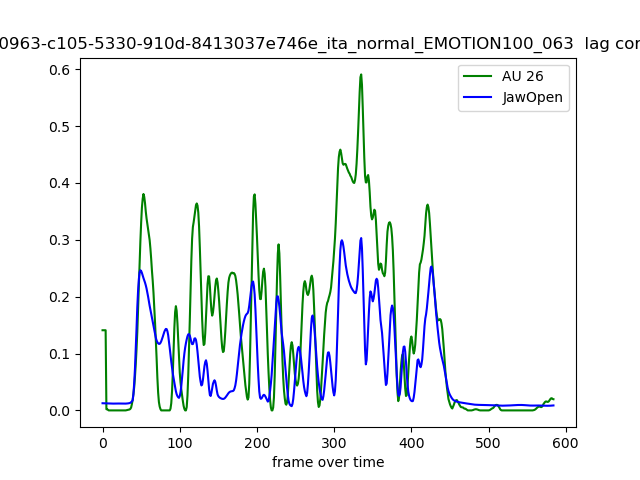 0963-c105-5330-910d-8413037e746e_ita_normal_EMOTION100_063 lag cor
AU 26
JawOpen
0.6
0.5
0.4
0.3
0.2
0.1
0.0
0 100 200 300 400 500 600
frame over time